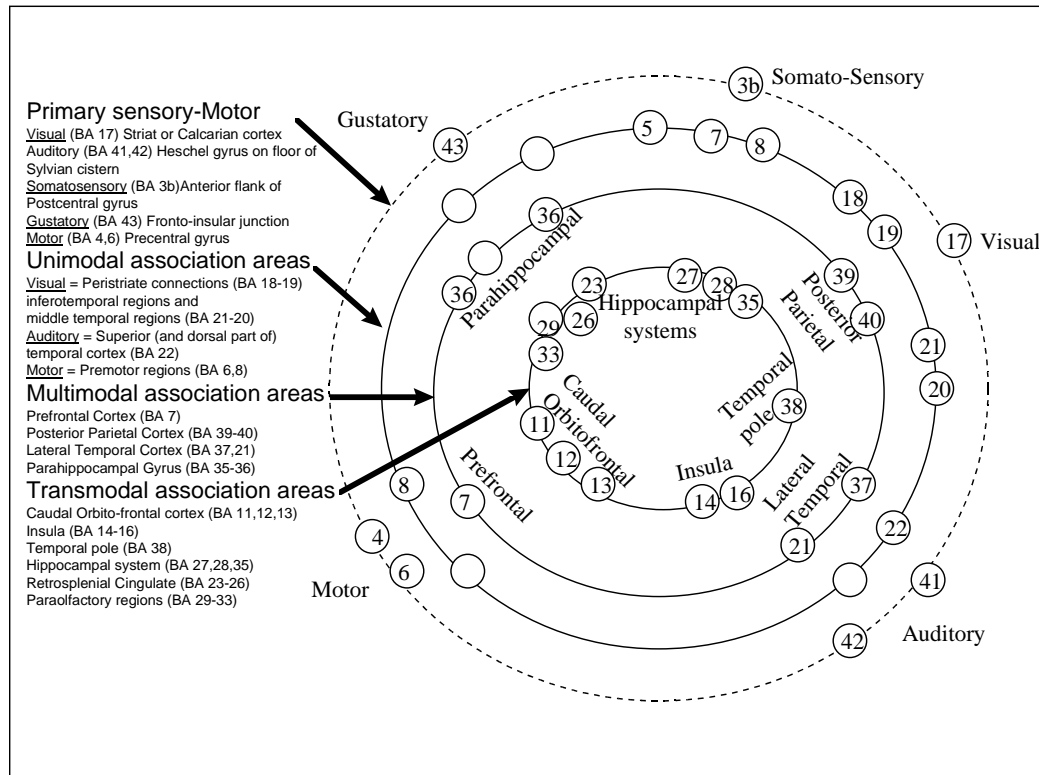 Primary sensory-Motor
Visual (BA 17) Striat or Calcarian cortex
Auditory (BA 41,42) Heschel gyrus on floor of
Sylvian cistern
Somatosensory (BA 3b)Anterior flank of
Postcentral gyrus
Gustatory (BA 43) Fronto-insular junction
Motor (BA 4,6) Precentral gyrus
Unimodal association areas
Visual = Peristriate connections (BA 18-19)
inferotemporal regions and
middle temporal regions (BA 21-20)
Auditory = Superior (and dorsal part of)
temporal cortex (BA 22)
Motor = Premotor regions (BA 6,8)
Multimodal association areas
Prefrontal Cortex (BA 7)
Posterior Parietal Cortex (BA 39-40)
Lateral Temporal Cortex (BA 37,21)
Parahippocampal Gyrus (BA 35-36)
Transmodal association areas
Caudal Orbito-frontal cortex (BA 11,12,13)
Insula (BA 14-16)
Temporal pole (BA 38)
Hippocampal system (BA 27,28,35)
Retrosplenial Cingulate (BA 23-26)
Paraolfactory regions (BA 29-33)
Gustatory
43
3b
Somato-Sensory
17
Visual
41
Auditory
42
Motor
4
6
5
7
8
18
19
21
20
22
8
36
36
Parahippocampal
39
40
Posterior
Parietal
37
21
Lateral
Temporal
7
Prefrontal
23
26
29
33
27
28
35
Hippocampal
systems
38
Temporal
pole
Insula
14
16
11
12
13
Caudal
Orbitofrontal